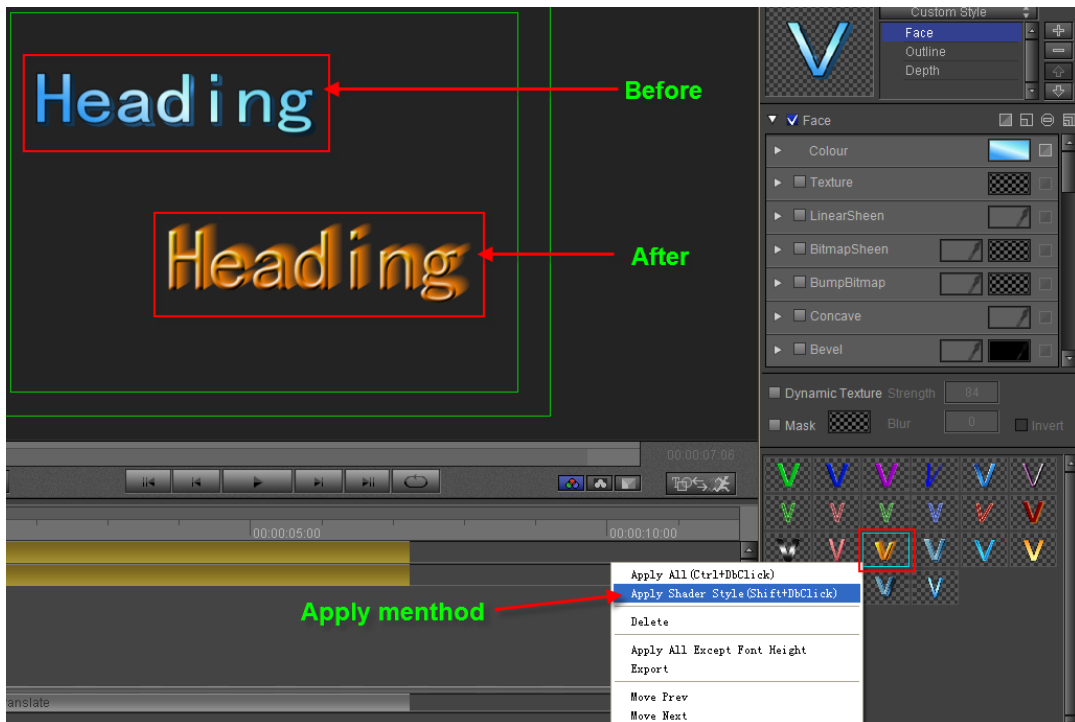 Custom Style
Face
Outline
Depth
Heading
Before
Face
Colour
Texture
LinearSheen
BitmapSheen
BumpBitmap
Concave
Bevel
Heading
After
Dynamic Texture Strength 84
Mask Blur 0 Invert
00:00:07:08
00:00:05:00
00:00:10:00
Apply menthod
Apply All(Ctrl+DbClick)
Apply Shader Style(Shift+DbClick)
Delete
Apply All Except Font Height
Export
Move Prev
Move Next
anslate